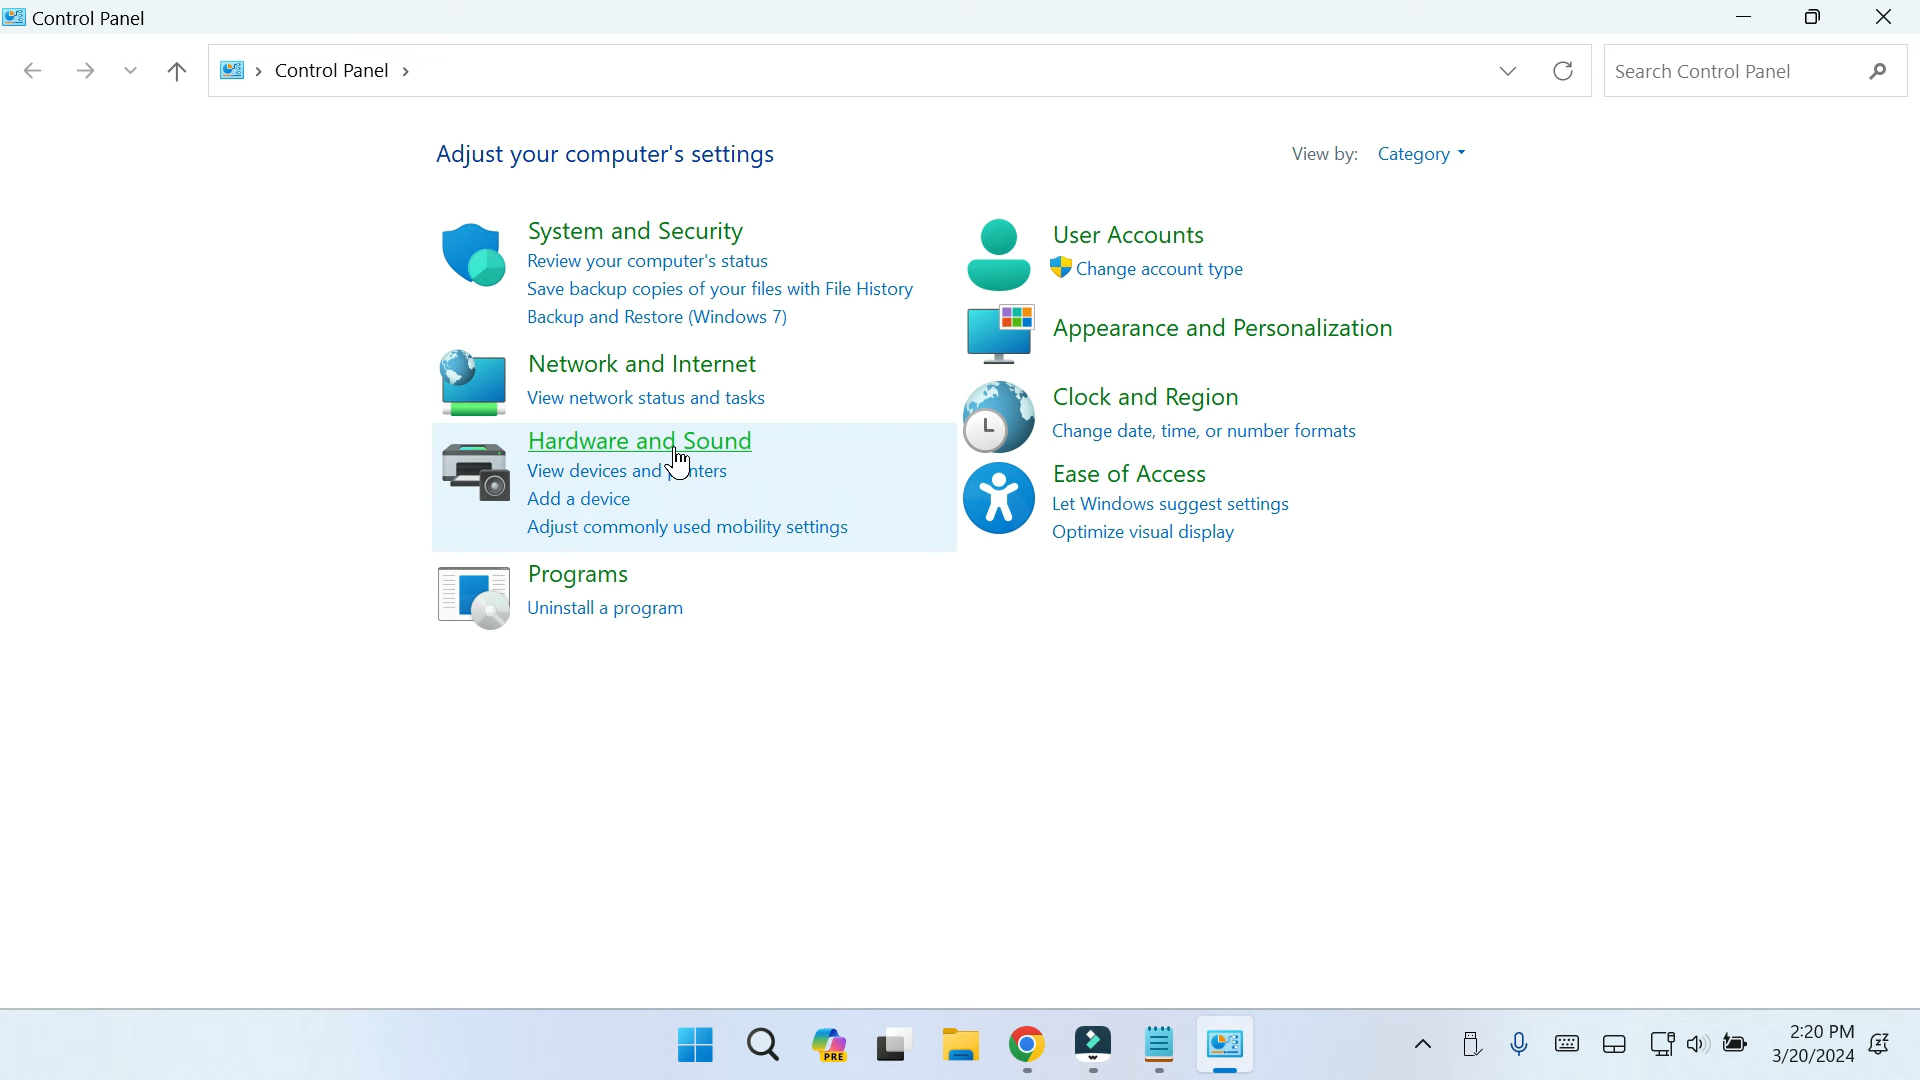 Control Panel
Control Panel
Search Control Panel
Adjust your computer's settings
View by: Category
System and Security
Review your computer's status
Save backup copies of your files with File History
Backup and Restore (Windows 7)
Network and Internet
View network status and tasks
Hardware and Sound
View devices and
Add a device
Adjust commonly used mobility settings
Programs
Uninstall a program
User Accounts
Change account type
Appearance and Personalization
Clock and Region
Change date, time, or number formats
Ease of Access
Let Windows suggest settings
Optimize visual display
PRE
2:20 PM
3/20/2024